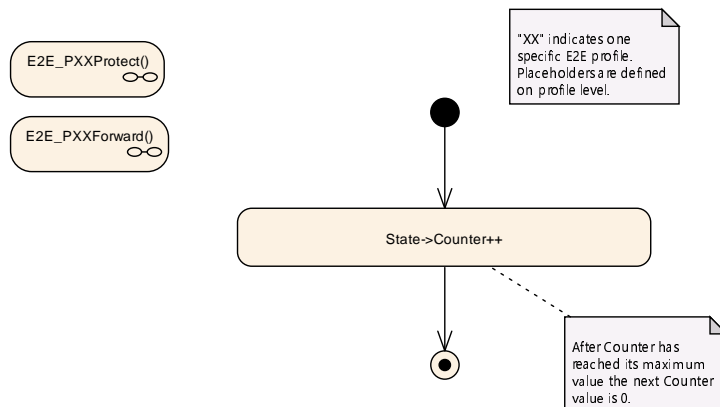 E2E_PXXProtect()
E2E_PXXForward()
"XX" indicates one
specific E2E profile.
Placeholders are defined
on profile level.
State->Counter++
After Counter has
reached its maximum
value the next Counter
value is 0.